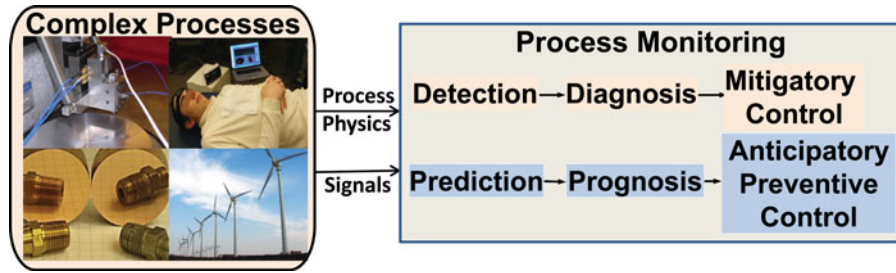 Complex Processes
Process
Physics
Signals
Process Monitoring
Detection
Diagnosis
Mitigatory
Control
Prediction
Prognosis
Anticipatory
Preventive
Control